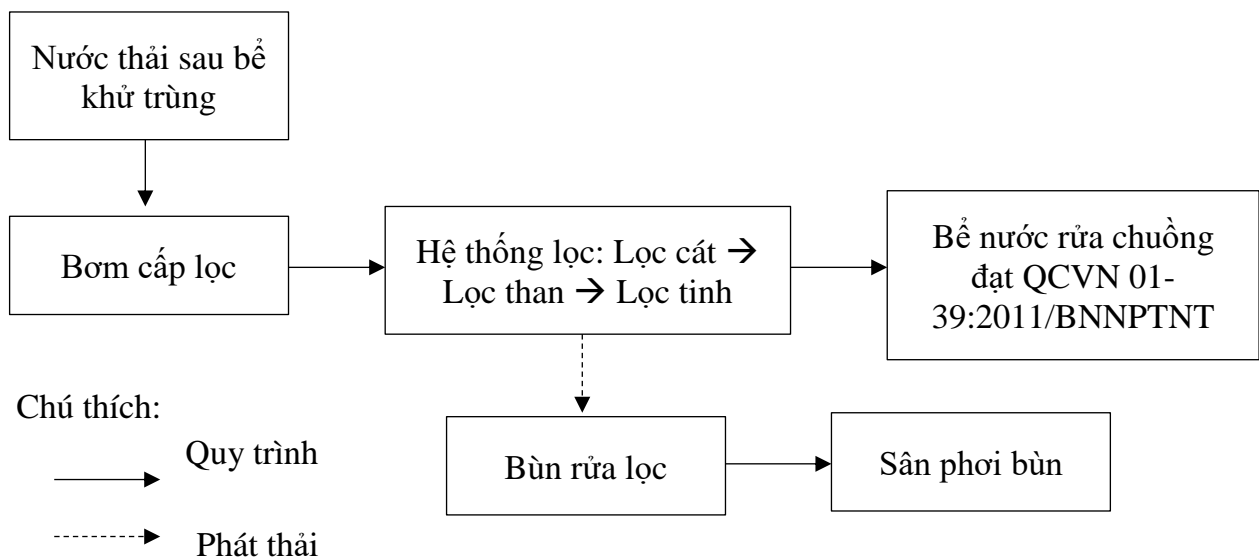 Nước thải sau bể
khử trùng
Bơm cấp lọc
Hệ thống lọc: Lọc cát →
Lọc than → Lọc tinh
Bể nước rửa chuồng
đạt QCVN 01-
39:2011/BNNPTNT
Bùn rửa lọc
Sân phơi bùn
Chú thích:
Quy trình
Phát thải